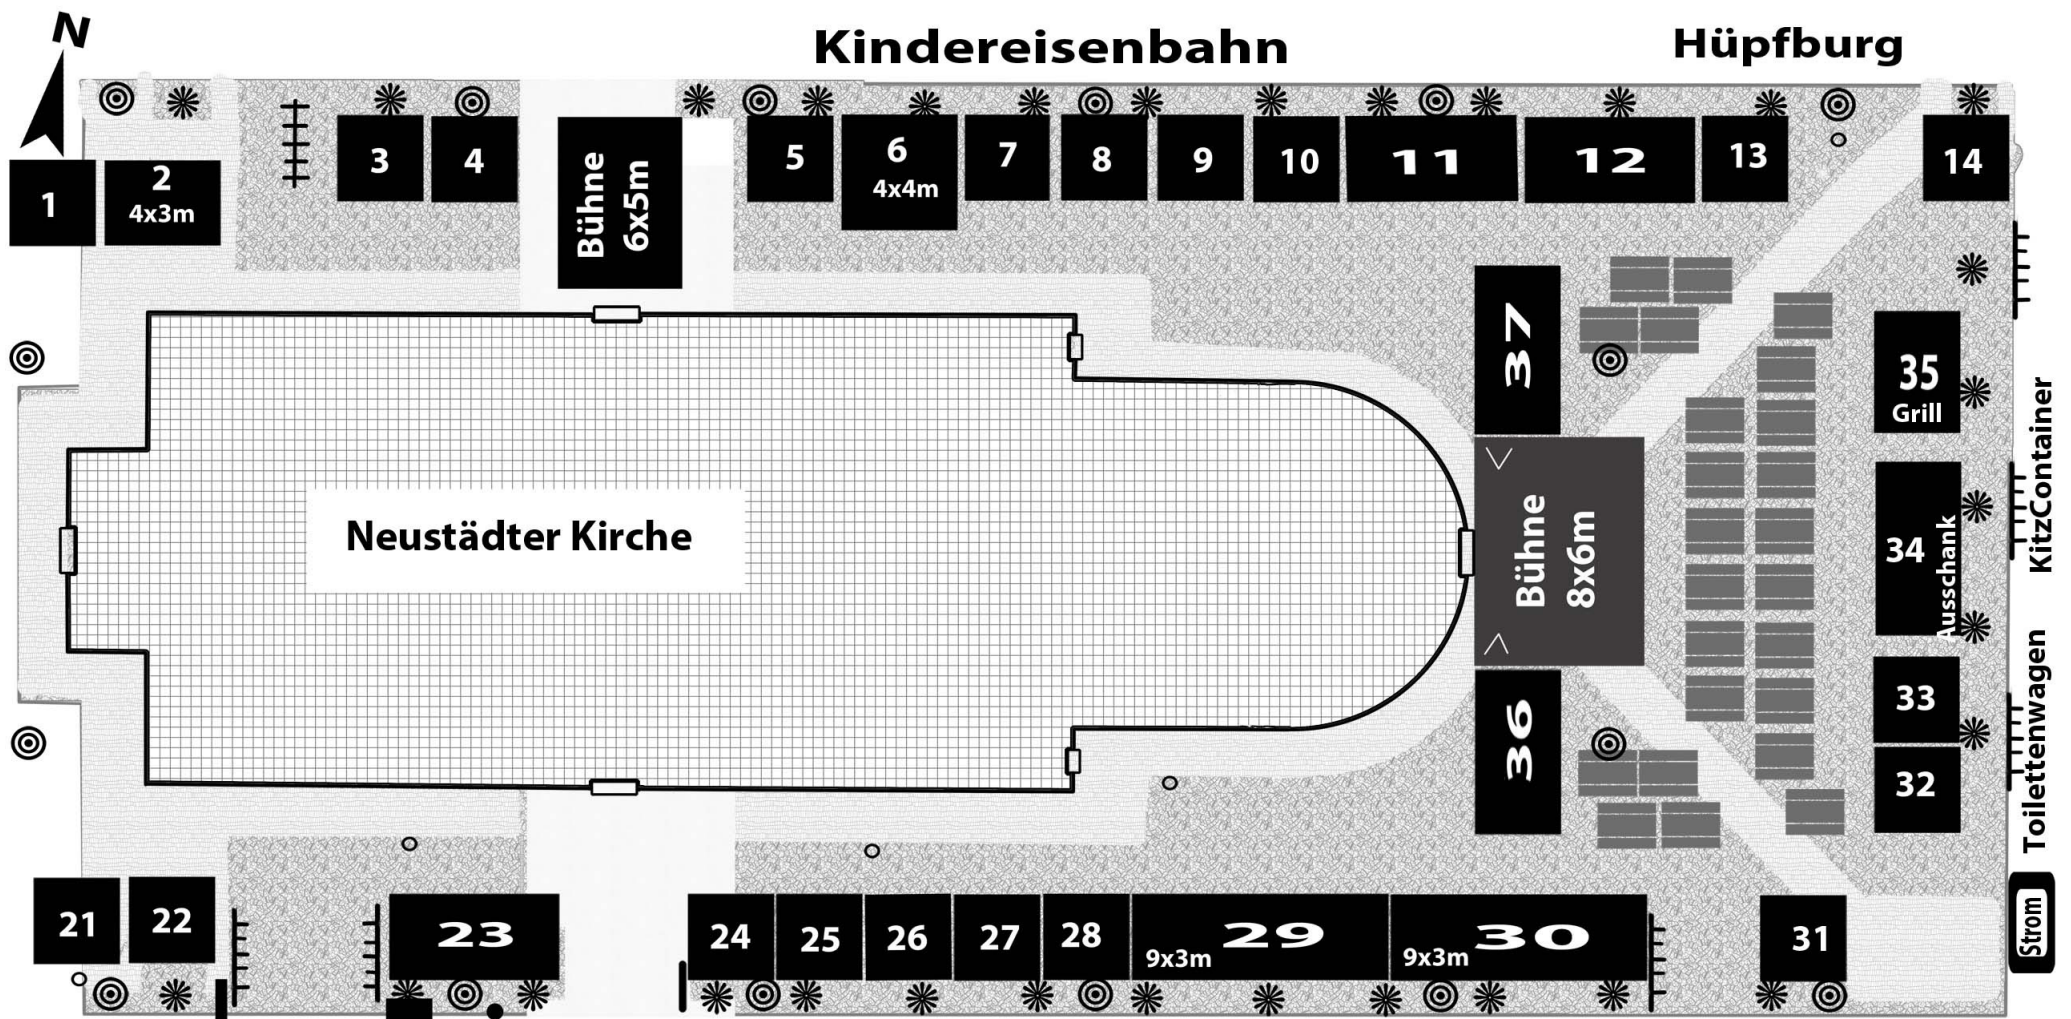 N
Kindereisenbahn
Hüpfburg
1
2
4x3m
3
4
Bühne
6x5m
5
6
4x4m
7
8
9
10
11
12
13
14
37
35
Grill
KitzContainer
Neustädter Kirche
Bühne
8x6m
34
Ausschank
Toilettenwagen
33
36
32
21
22
23
24
25
26
27
28
9x3m
29
9x3m
30
31
Strom